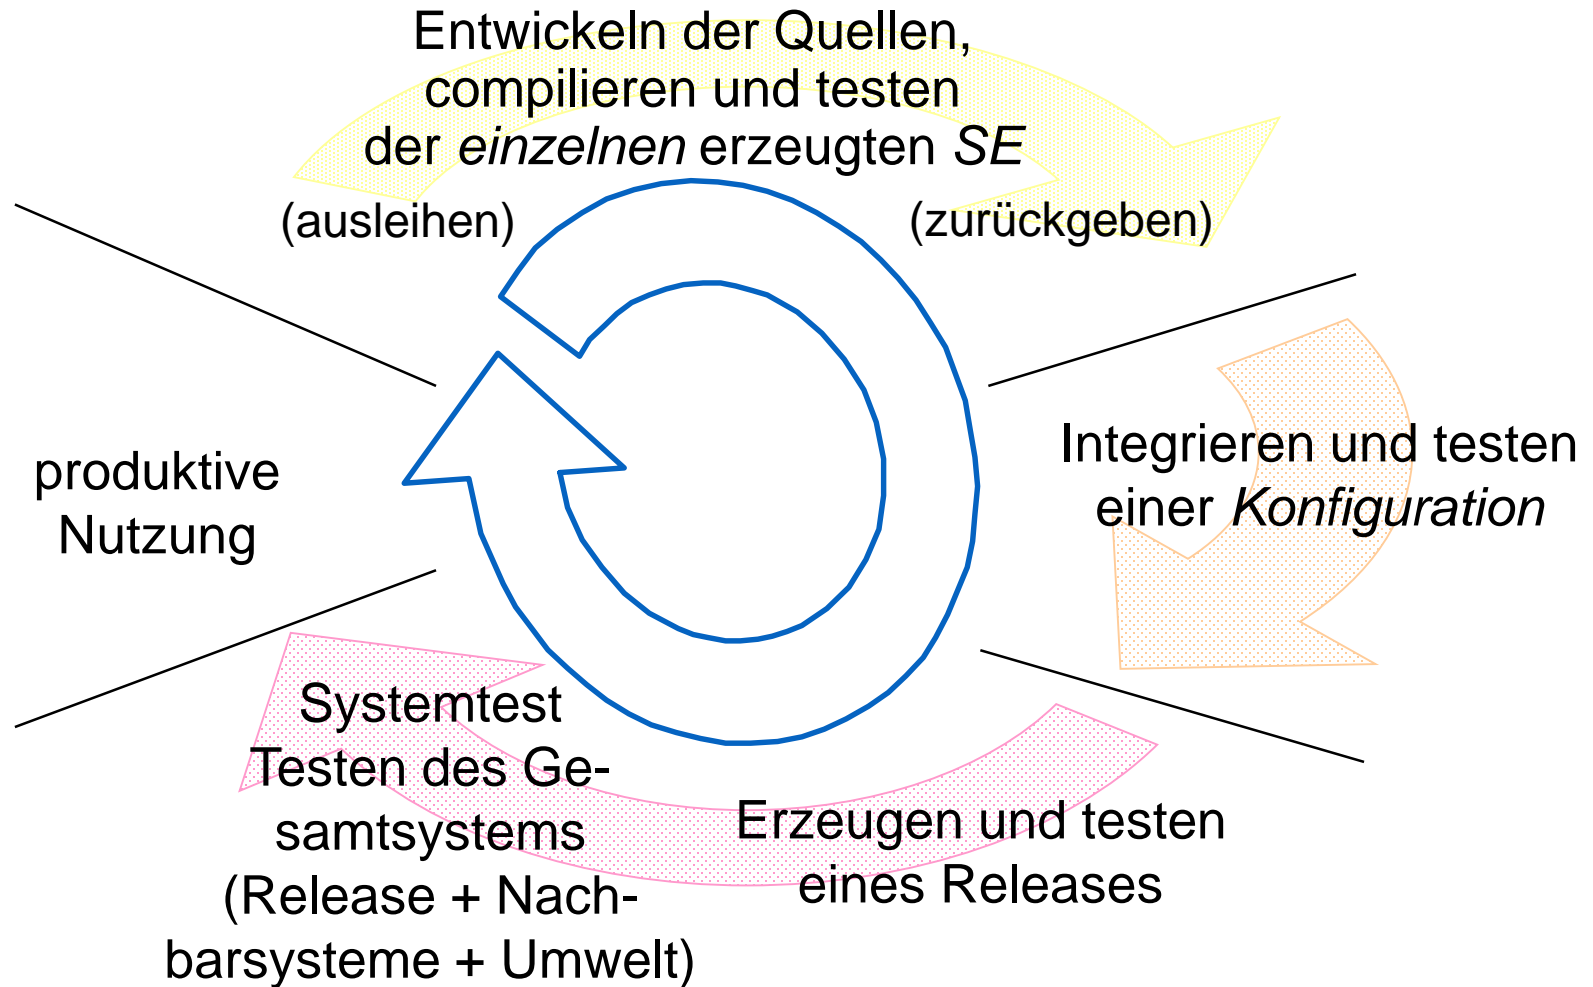 Entwickeln der Quellen,
compilieren und testen
der einzelnen erzeugten SE
(ausleihen)
(zurückgeben)
Integrieren und testen
einer Konfiguration
produktive
Nutzung
Systemtest
Testen des Ge-
samtsystems
(Release + Nach-
barsysteme + Umwelt)
Erzeugen und testen
eines Releases